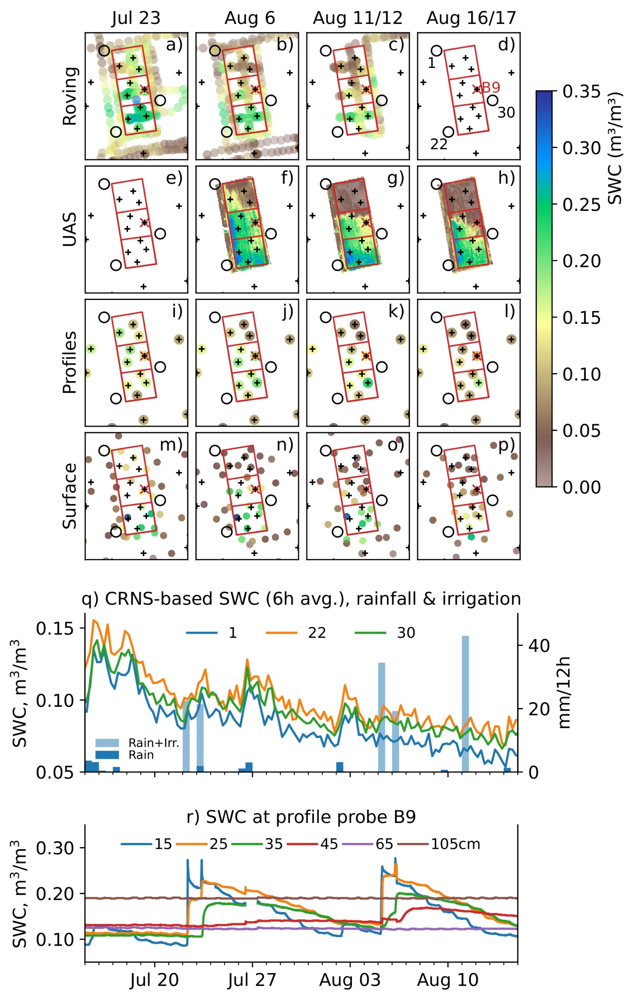 Jul 23 Aug 6 Aug 11/12 Aug 16/17
Roving
a) b) c) d)
1
B9
30
22
UAS
e) f) g) h)
Profiles
i) j) k) l)
Surface
m) n) o) p)
0.35
0.30
0.25
0.20
0.15
0.10
0.05
0.00
SWC (m³/m³)
q) CRNS-based SWC (6h avg.), rainfall & irrigation
SWC, m³/m³
0.15
0.10
0.05
1 22 30
Rain+Irr.
Rain
40
20
0
mm/12h
r) SWC at profile probe B9
SWC, m³/m³
0.30
0.20
0.10
15 25 35 45 65 105cm
Jul 20 Jul 27 Aug 03 Aug 10